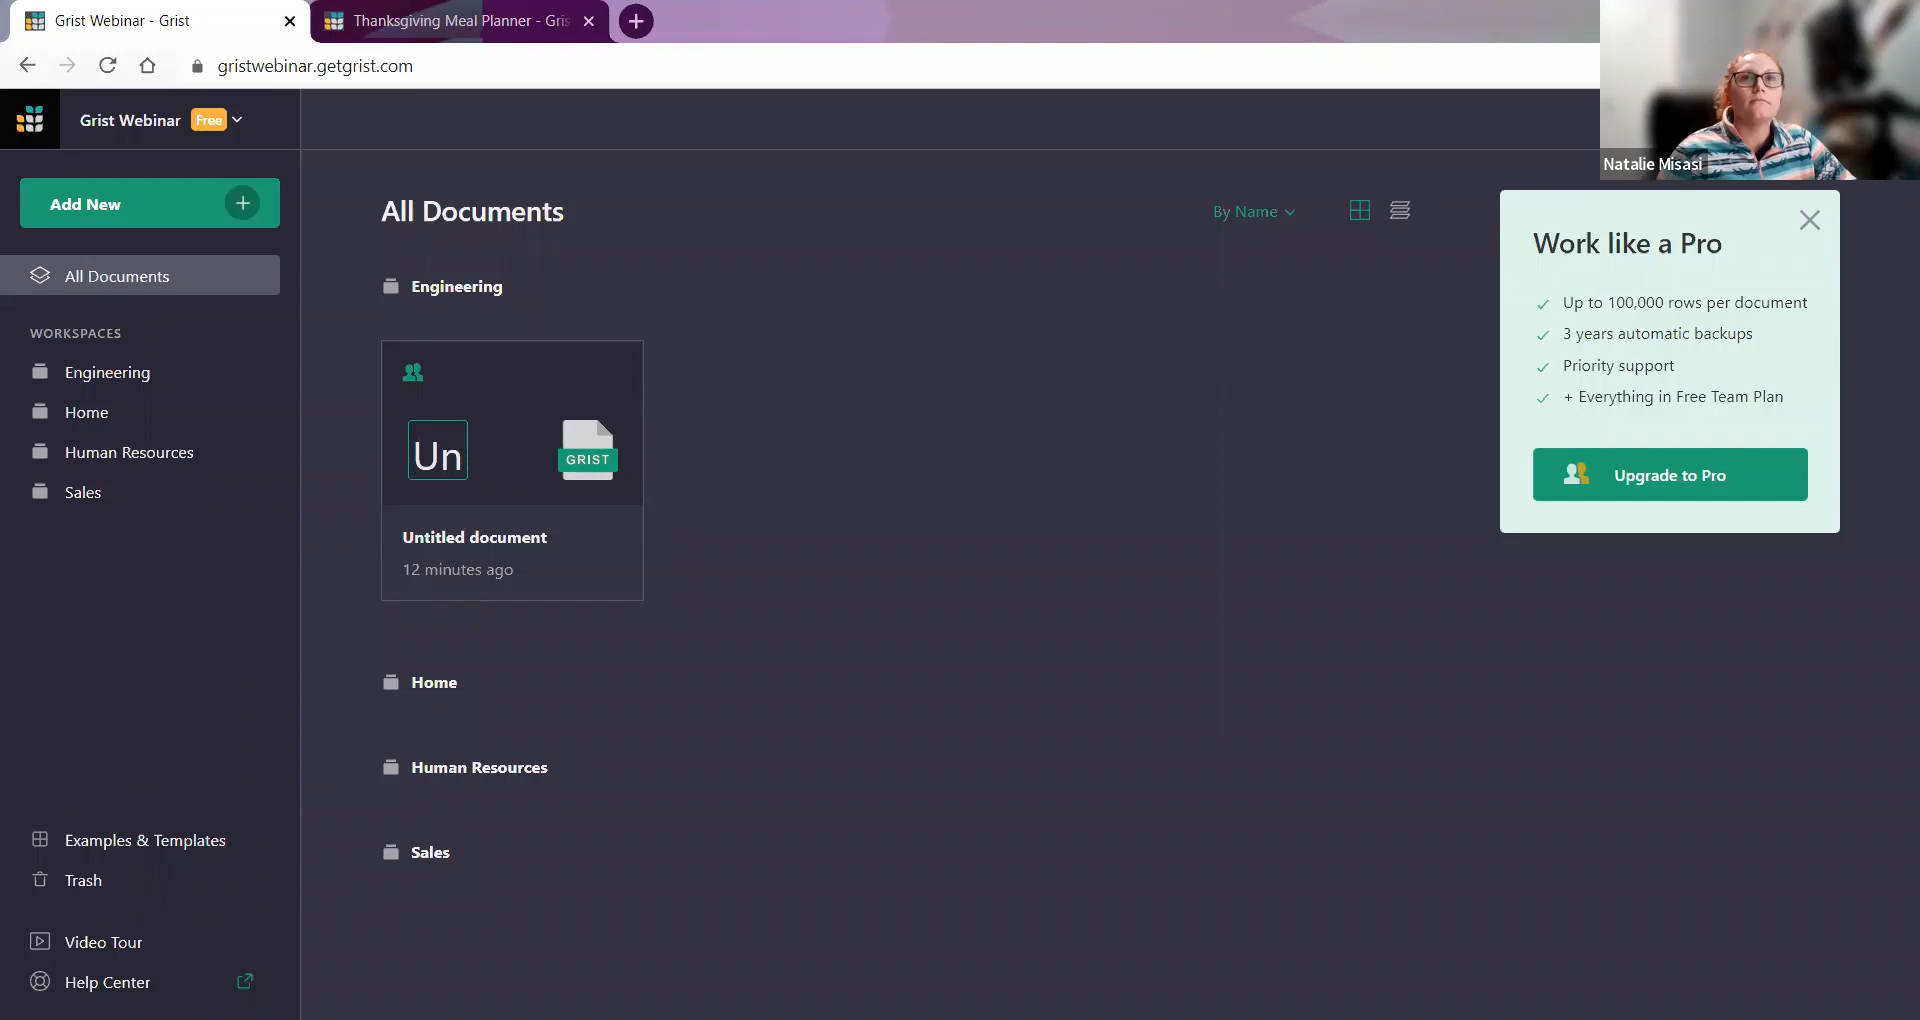 Grist Webinar - Grist
Thanksgiving Meal Planner - Gris
gristwebinar.getgrist.com
Natalie Misasi
Grist Webinar Free
Add New
All Documents
WORKSPACES
Engineering
Home
Human Resources
Sales
Examples & Templates
Trash
Video Tour
Help Center
All Documents
By Name
Engineering
Un
GRIST
Untitled document
12 minutes ago
Home
Human Resources
Sales
Work like a Pro
Up to 100,000 rows per document
3 years automatic backups
Priority support
+ Everything in Free Team Plan
Upgrade to Pro